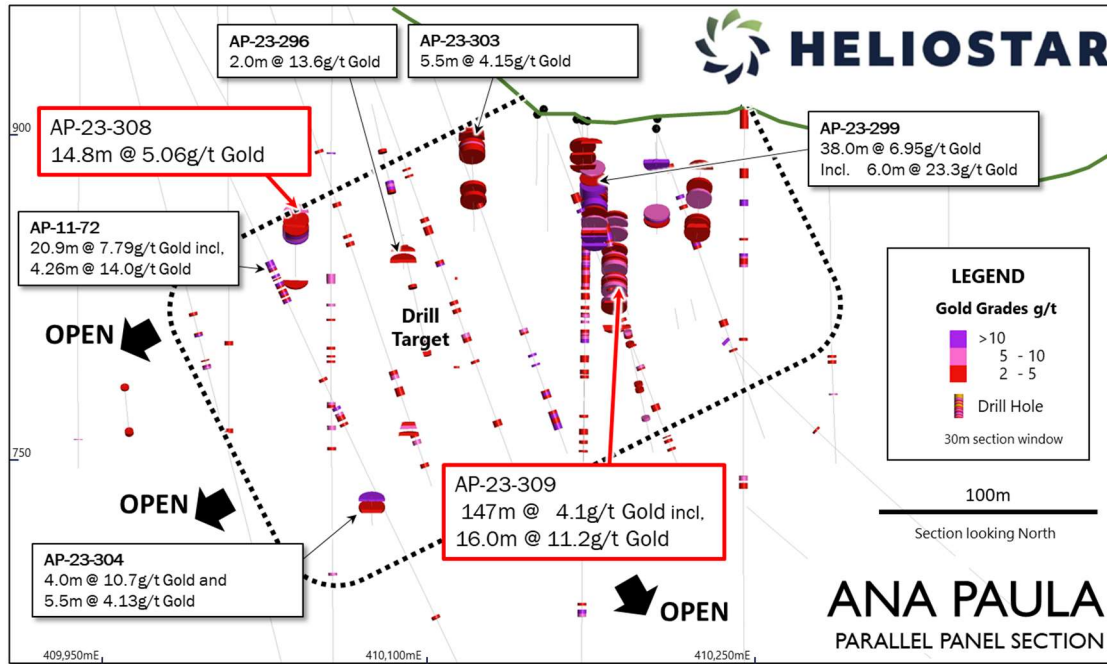 HELIOSTAR
AP-23-296
2.0m @ 13.6g/t Gold
AP-23-303
5.5m @ 4.15g/t Gold
900
AP-23-308
14.8m @ 5.06g/t Gold
AP-23-299
38.0m @ 6.95g/t Gold
Incl. 6.0m @ 23.3g/t Gold
AP-11-72
20.9m @ 7.79g/t Gold incl,
4.26m @ 14.0g/t Gold
OPEN
Drill
Target
LEGEND
Gold Grades g/t
>10
5 - 10
2 - 5
Drill Hole
30m section window
750
AP-23-309
147m @ 4.1g/t Gold incl,
16.0m @ 11.2g/t Gold
OPEN
100m
Section looking North
AP-23-304
4.0m @ 10.7g/t Gold and
5.5m @ 4.13g/t Gold
OPEN
ANA PAULA
PARALLEL PANEL SECTION
409,950mE
410,100mE
410,250mE